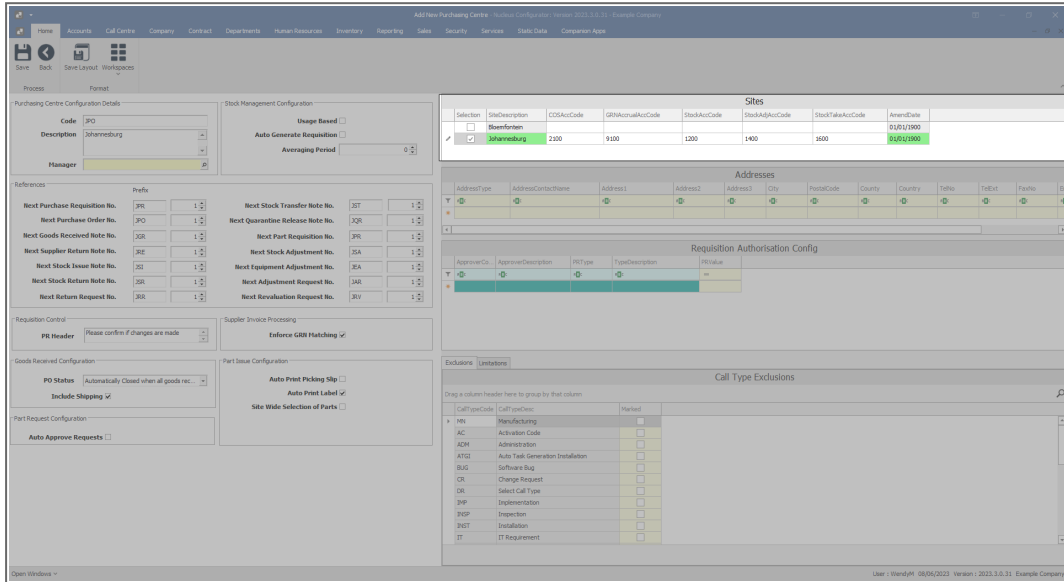 Add New Purchasing Centre - Nucleus Configurator. Version 2023.3.0.31 - Example Company
Home Accounts Call Centre Company Contract Departments Human Resources Inventory Reporting Sales Security Services Static Data Companion Apps
Save Back Save Layout Workspaces
Process Format
Purchasing Centre Configuration Details
Code JPO
Description Johannesburg
Manager
Stock Management Configuration
Usage Based
Auto Generate Requisition
Averaging Period 0
References
Prefix
Next Purchase Requisition No. JPR 1
Next Purchase Order No. JPO 1
Next Goods Received Note No. JGR 1
Next Supplier Return Note No. JRE 1
Next Stock Issue Note No. JSI 1
Next Stock Return Note No. JSR 1
Next Return Request No. JRR 1
Next Stock Transfer Note No. JST 1
Next Quarantine Release Note No. JQR 1
Next Part Requisition No. JPR 1
Next Stock Adjustment No. JSA 1
Next Equipment Adjustment No. JEA 1
Next Adjustment Request No. JAR 1
Next Revaluation Request No. JRV 1
Requisition Control
PR Header Please confirm if changes are made
Supplier Invoice Processing
Enforce GRN Matching
Goods Received Configuration
PO Status Automatically Closed when all goods rec...
Include Shipping
Part Issue Configuration
Auto Print Picking Slip
Auto Print Label
Site Wide Selection of Parts
Part Request Configuration
Auto Approve Requests
Sites
Selection SiteDescription COSAccCode GRNAccrualAccCode StockAccCode StockAdjAccCode StockTakeAccCode AmendDate
Bloemfontein 01/01/1900
Johannesburg 2100 9100 1200 1400 1600 01/01/1900
Addresses
AddressType AddressContactName Address1 Address2 Address3 City PostalCode County Country TelNo TelExt FaxNo
Requisition Authorisation Config
ApproverCo... ApproverDescription PRType TypeDescription PRValue
=
Exclusions Limitations
Call Type Exclusions
Drag a column header here to group by that column
CallTypeCode CallTypeDesc Marked
MN Manufacturing
AC Activation Code
ADM Administration
ATGI Auto Task Generation Installation
BUG Software Bug
CR Change Request
DR Select Call Type
IMP Implementation
INSP Inspection
INST Installation
IT IT Requirement
Open Windows
User : WendyM 08/06/2023 Version : 2023.3.0.31 Example Company